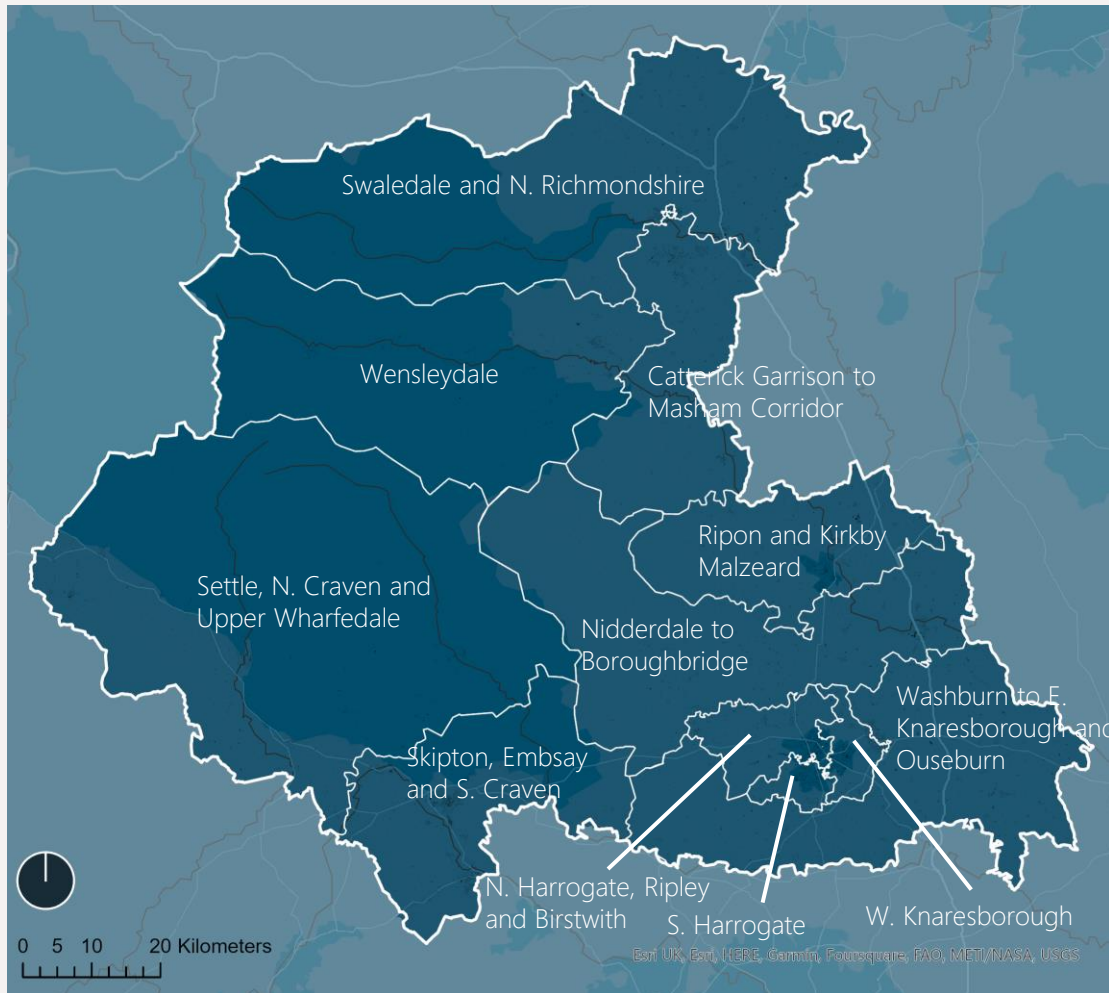 Swaledale and N. Richmondshire
Wensleydale
Catterick Garrison to
Masham Corridor
Ripon and Kirkby
Malzeard
Settle, N. Craven and
Upper Wharfedale
Nidderdale to
Boroughbridge
Washburn to E.
Knaresborough and
Ouseburn
Skipton, Embsay
and S. Craven
N. Harrogate, Ripley
and Birstwith
S. Harrogate
W. Knaresborough
0 5 10 20 Kilometers
Esri UK, Esri, HERE, Garmin, Foursquare, FAO, METI/NASA, USGS